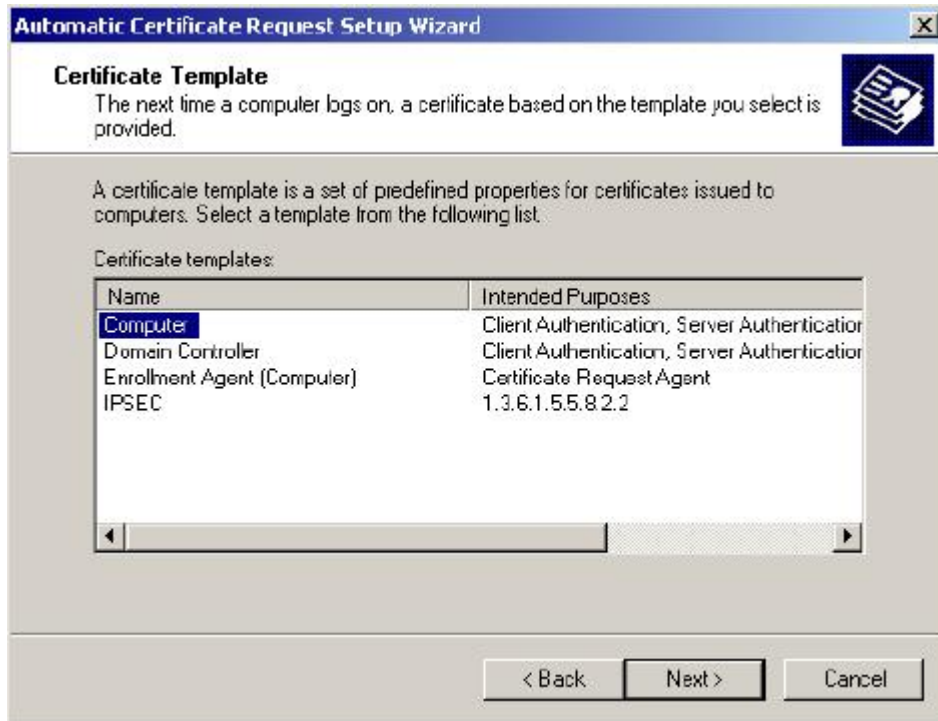 Automatic Certificate Request Setup Wizard
Certificate Template
The next time a computer logs on, a certificate based on the template you select is
provided.
A certificate template is a set of predefined properties for certificates issued to
computers. Select a template from the following list.
Certificate templates:
Name Intended Purposes
Computer Client Authentication, Server Authentication
Domain Controller Client Authentication, Server Authentication
Enrollment Agent (Computer) Certificate Request Agent
IPSEC 1.3.6.1.5.5.8.2.2
< Back Next > Cancel